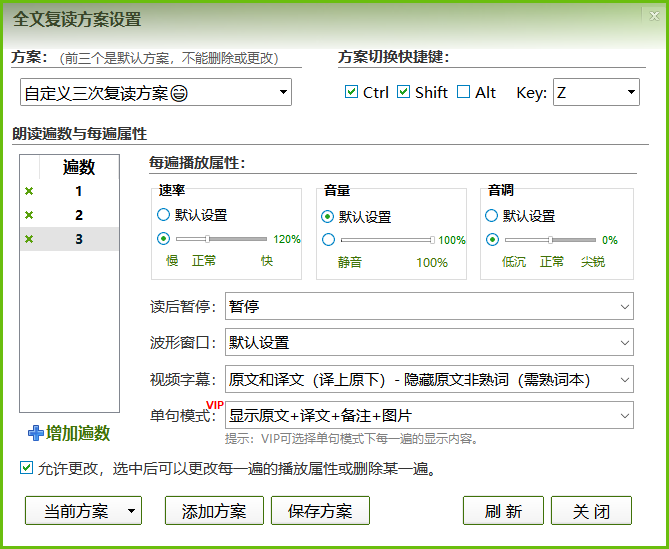 全文复读方案设置
方案：（前三个是默认方案，不能删除或更改）
方案切换快捷键：
自定义三次复读方案😄
Ctrl Shift Alt Key: Z
朗读遍数与每遍属性
遍数
1
2
3
增加遍数
每遍播放属性：
速率
默认设置
120%
慢 正常 快
音量
默认设置
100%
静音 100%
音调
默认设置
0%
低沉 正常 尖锐
读后暂停： 暂停
波形窗口： 默认设置
视频字幕： 原文和译文（译上原下）- 隐藏原文非熟词（需熟词本）
单句模式： VIP 显示原文+译文+备注+图片
提示：VIP可选择单句模式下每一遍的显示内容。
允许更改，选中后可以更改每一遍的播放属性或删除某一遍。
当前方案 添加方案 保存方案 刷 新 关 闭